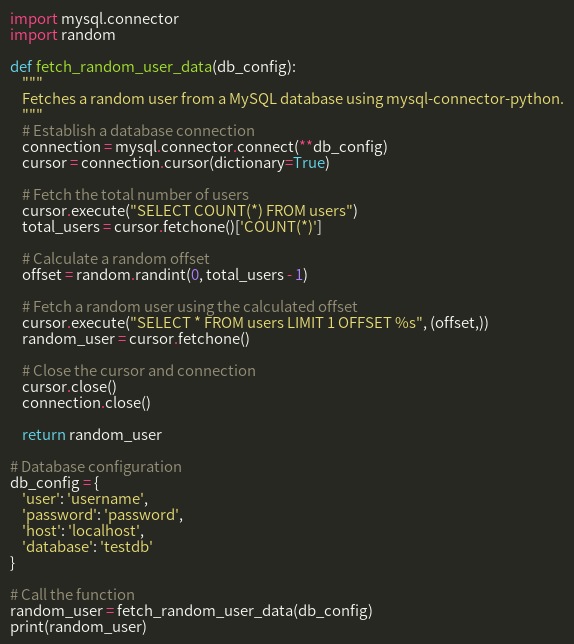 import mysql.connector
import random

def fetch_random_user_data(db_config):
    """
    Fetches a random user from a MySQL database using mysql-connector-python.
    """
    # Establish a database connection
    connection = mysql.connector.connect(**db_config)
    cursor = connection.cursor(dictionary=True)

    # Fetch the total number of users
    cursor.execute("SELECT COUNT(*) FROM users")
    total_users = cursor.fetchone()['COUNT(*)']

    # Calculate a random offset
    offset = random.randint(0, total_users - 1)

    # Fetch a random user using the calculated offset
    cursor.execute("SELECT * FROM users LIMIT 1 OFFSET %s", (offset,))
    random_user = cursor.fetchone()

    # Close the cursor and connection
    cursor.close()
    connection.close()

    return random_user

# Database configuration
db_config = {
    'user': 'username',
    'password': 'password',
    'host': 'localhost',
    'database': 'testdb'
}

# Call the function
random_user = fetch_random_user_data(db_config)
print(random_user)